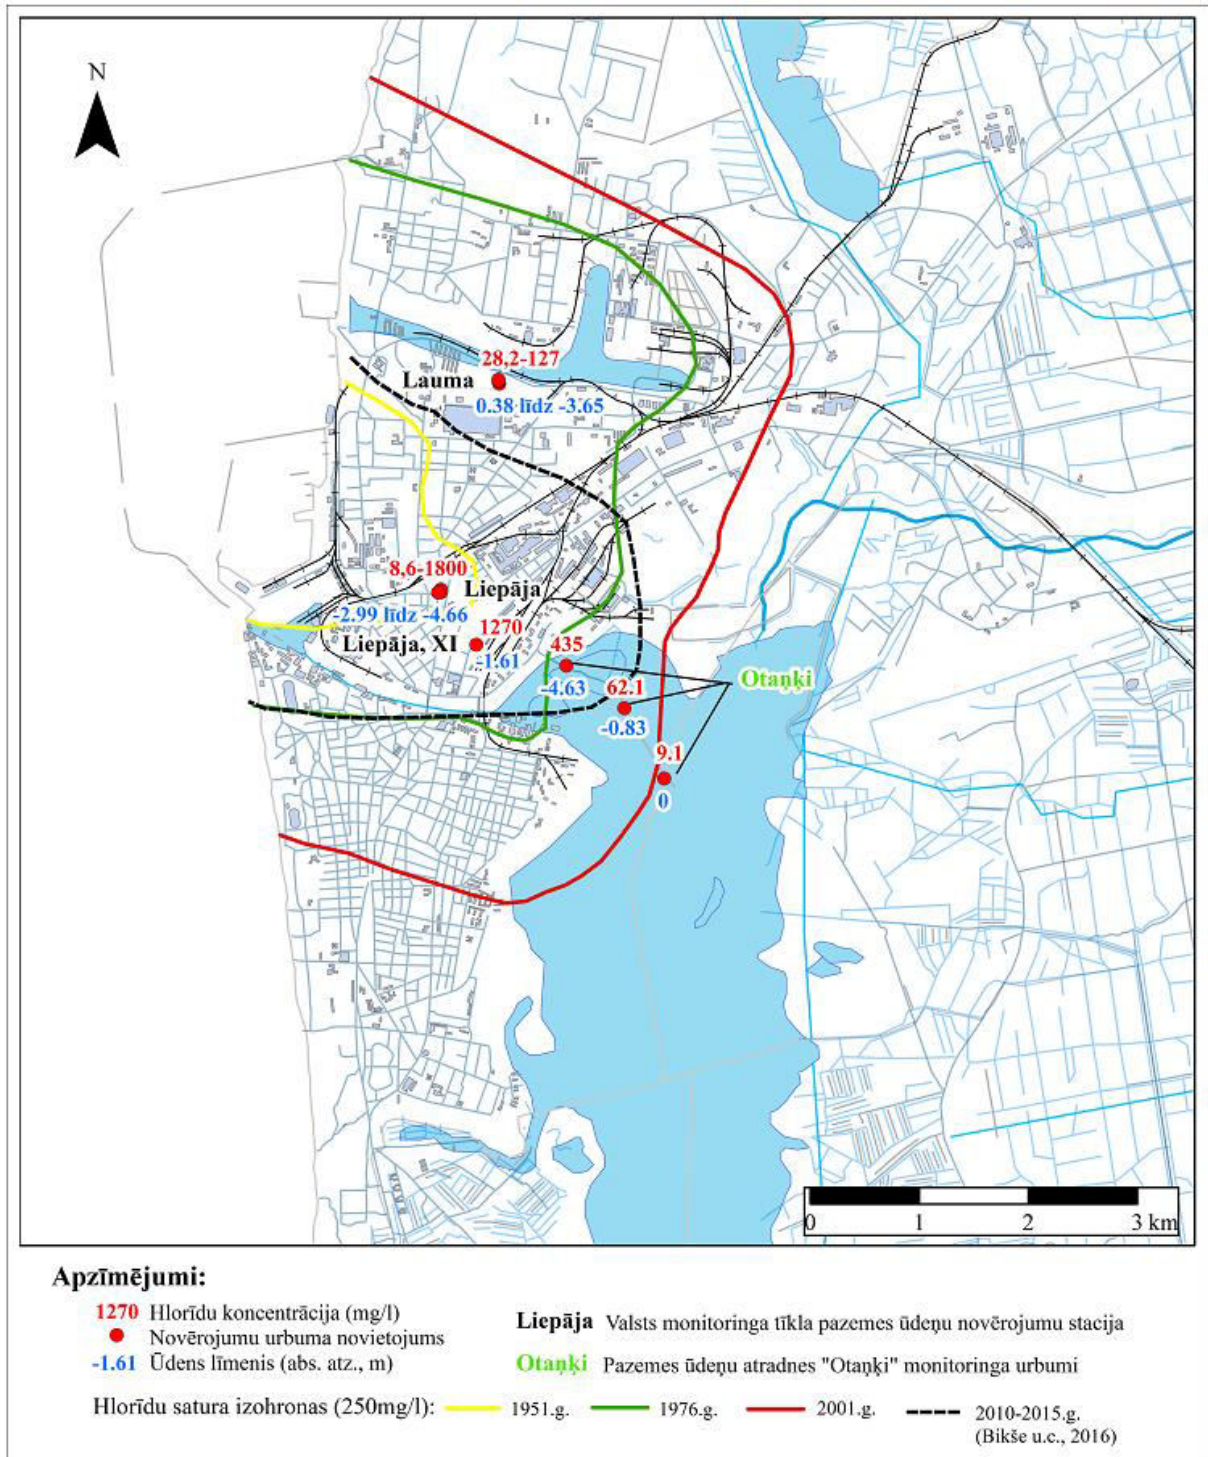 N
28,2-127
Lauma
0.38 līdz -3.65
8,6-1800
Liepāja
-2.99 līdz -4.66
1270
Liepāja, XI
-1.61
435
-4.63
62.1
Otaņķi
-0.83
9.1
0
0 1 2 3 km
Apzīmējumi:
1270 Hlorīdu koncentrācija (mg/l)
Novērojumu urbuma novietojums
-1.61 Ūdens līmenis (abs. atz., m)
Liepāja Valsts monitoringa tīkla pazemes ūdeņu novērojumu stacija
Otaņķi Pazemes ūdeņu atradnes "Otaņķi" monitoringa urbumi
Hlorīdu satura izohronas (250mg/l): 1951.g. 1976.g. 2001.g. 2010-2015.g.
(Bikše u.c., 2016)